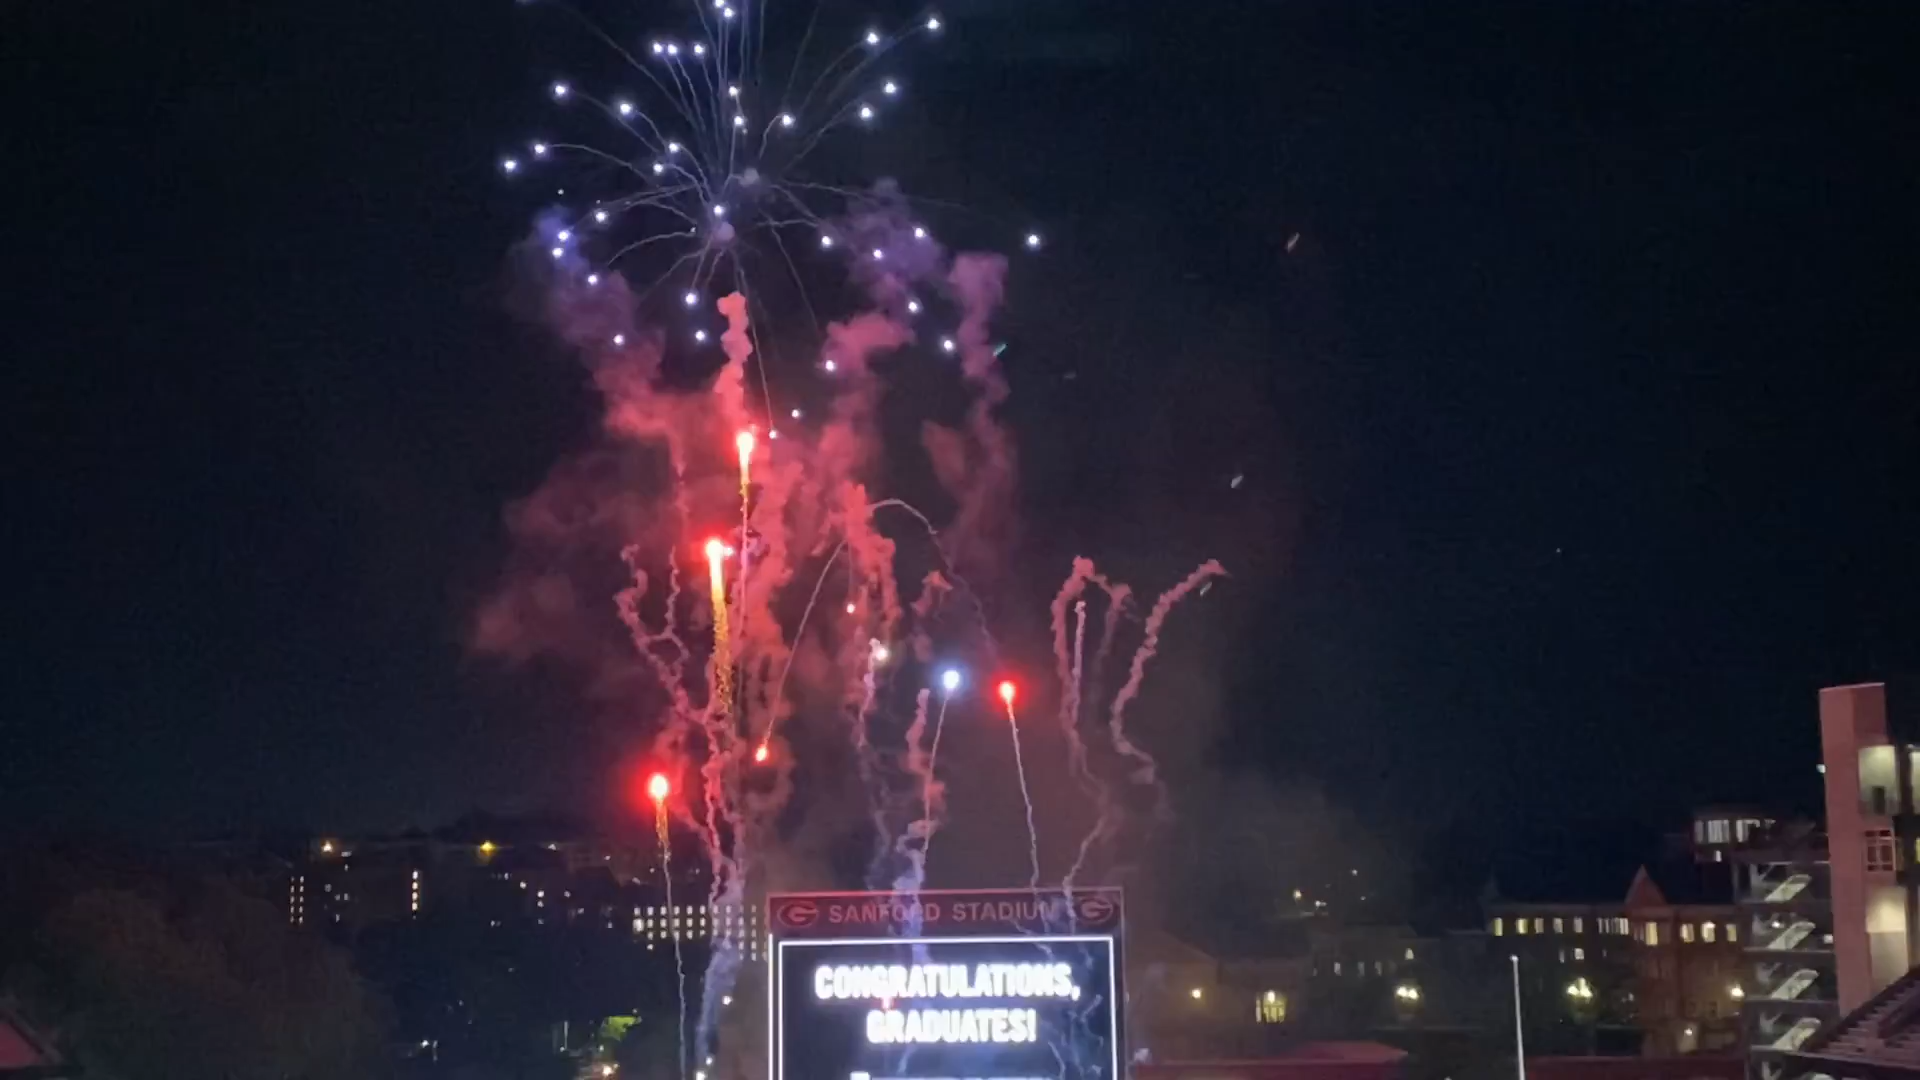 G SANFORD STADIUM G
CONGRATULATIONS,
GRADUATES!